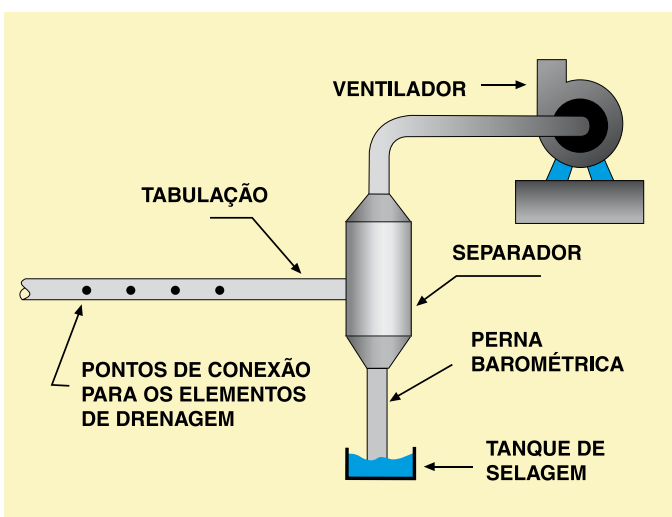 VENTILADOR
TABULAÇÃO
SEPARADOR
PERNA
BAROMÉTRICA
PONTOS DE CONEXÃO
PARA OS ELEMENTOS
DE DRENAGEM
TANQUE DE
SELAGEM